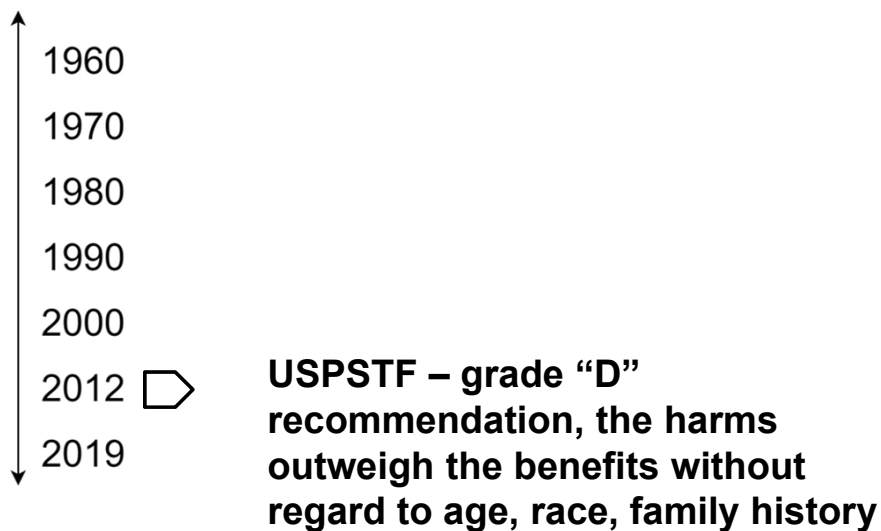 1960
1970
1980
1990
2000
2012
2019
USPSTF – grade “D”
recommendation, the harms
outweigh the benefits without
regard to age, race, family history